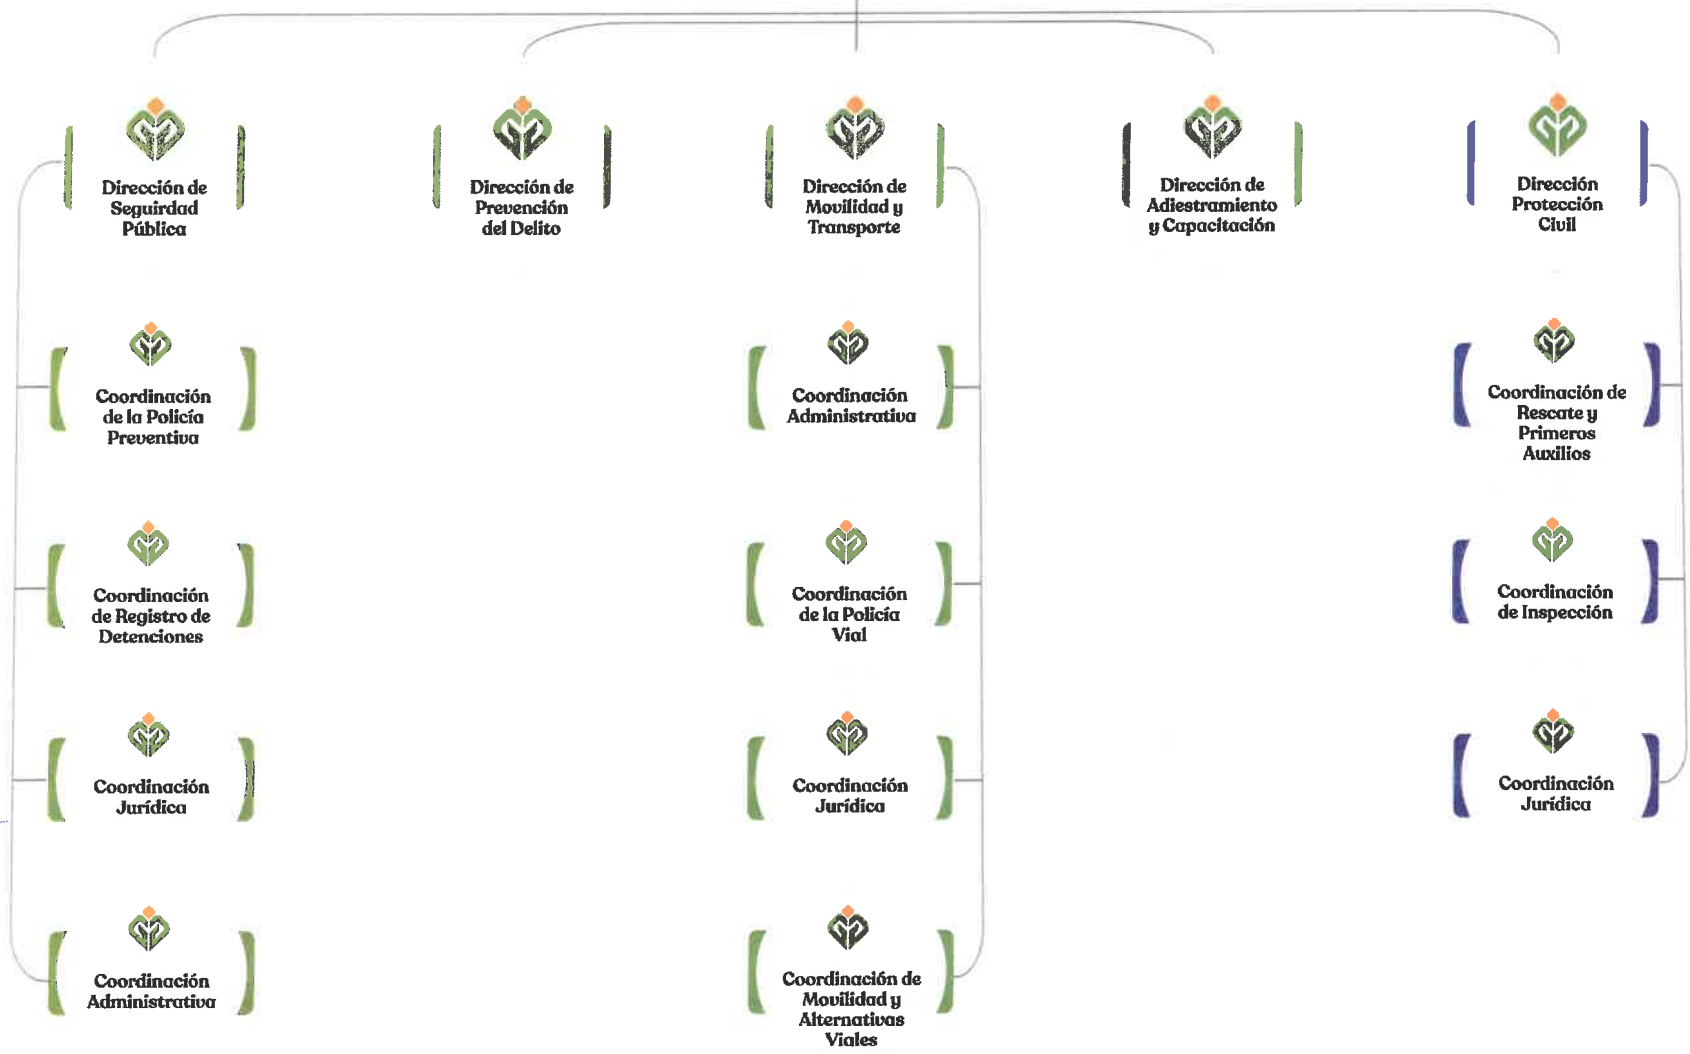 Dirección de
Seguirdad
Pública
Dirección de
Prevención
del Delito
Dirección de
Movilidad y
Transporte
Dirección de
Adiestramiento
y Capacitación
Dirección
Protección
Civil
Coordinación
de la Policía
Preventiva
Coordinación
Administrativa
Coordinación de
Rescate y
Primeros
Auxilios
Coordinación
de Registro de
Detenciones
Coordinación
de la Policía
Vial
Coordinación
de Inspección
Coordinación
Jurídica
Coordinación
Jurídica
Coordinación
Jurídica
Coordinación
Administrativa
Coordinación de
Movilidad y
Alternativas
Viales